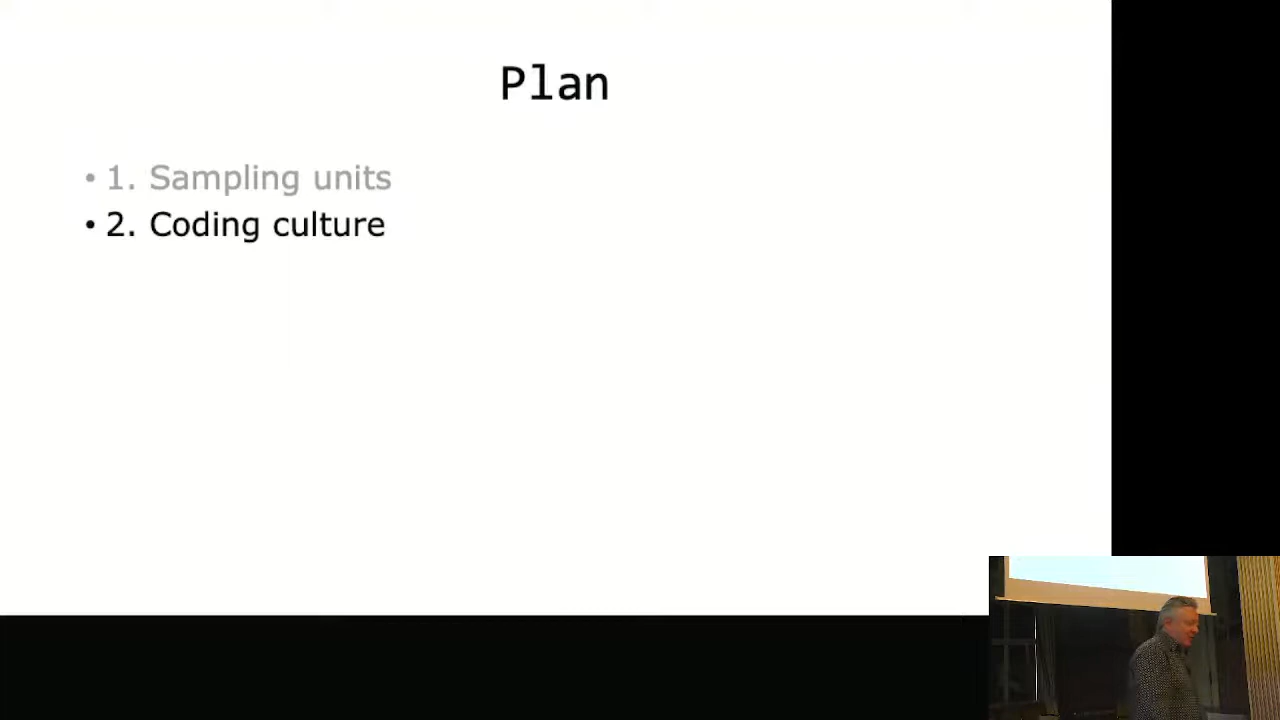 Plan
• 1. Sampling units
• 2. Coding culture